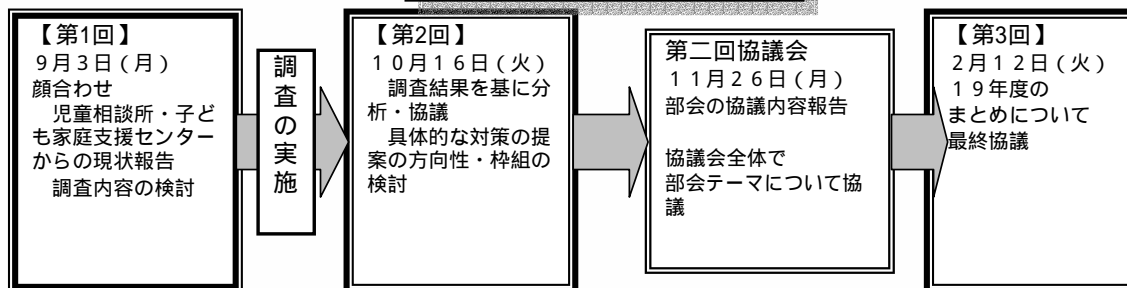 【第1回】
９月３日（月）
顔合わせ
　児童相談所・子ど
も家庭支援センター
からの現状報告
　調査内容の検討
調査の実施
【第2回】
１０月１６日（火）
　調査結果を基に分
析・協議
　具体的な対策の提
案の方向性・枠組の
検討
第二回協議会
１１月２６日（月）
部会の協議内容報告
協議会全体で
部会テーマについて協
議
【第3回】
２月１２日（火）
１９年度の
まとめについて
最終協議